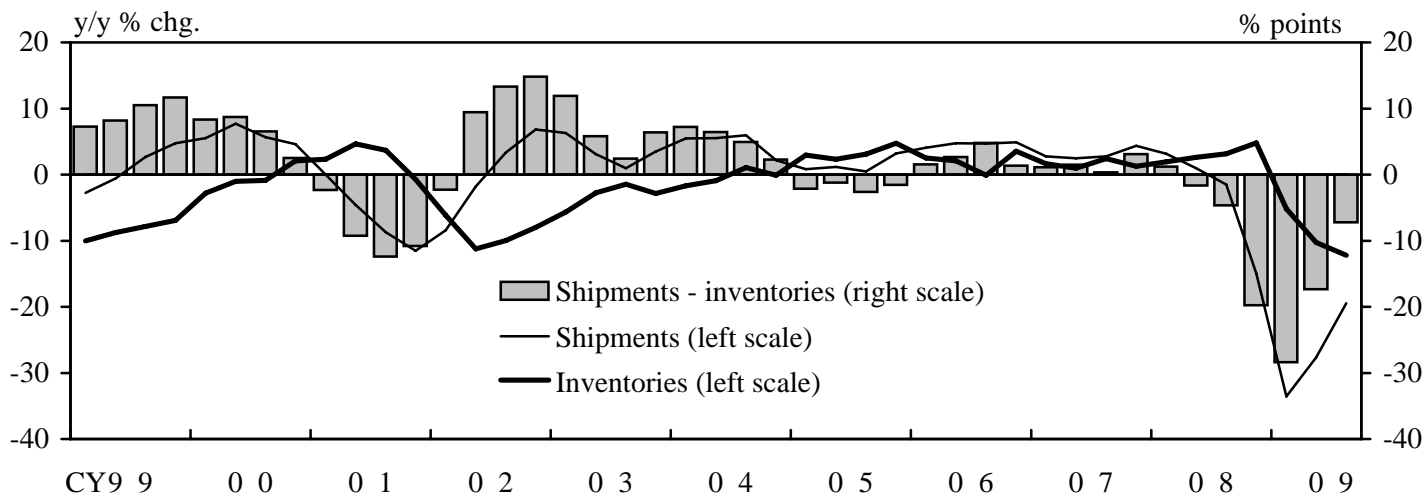 y/y % chg.
% points
20
20
10
10
0
0
-10
-10
-20
-20
-30
-30
-40
-40
Shipments - inventories (right scale)
Shipments (left scale)
Inventories (left scale)
CY9 9 0 0 0 1 0 2 0 3 0 4 0 5 0 6 0 7 0 8 0 9